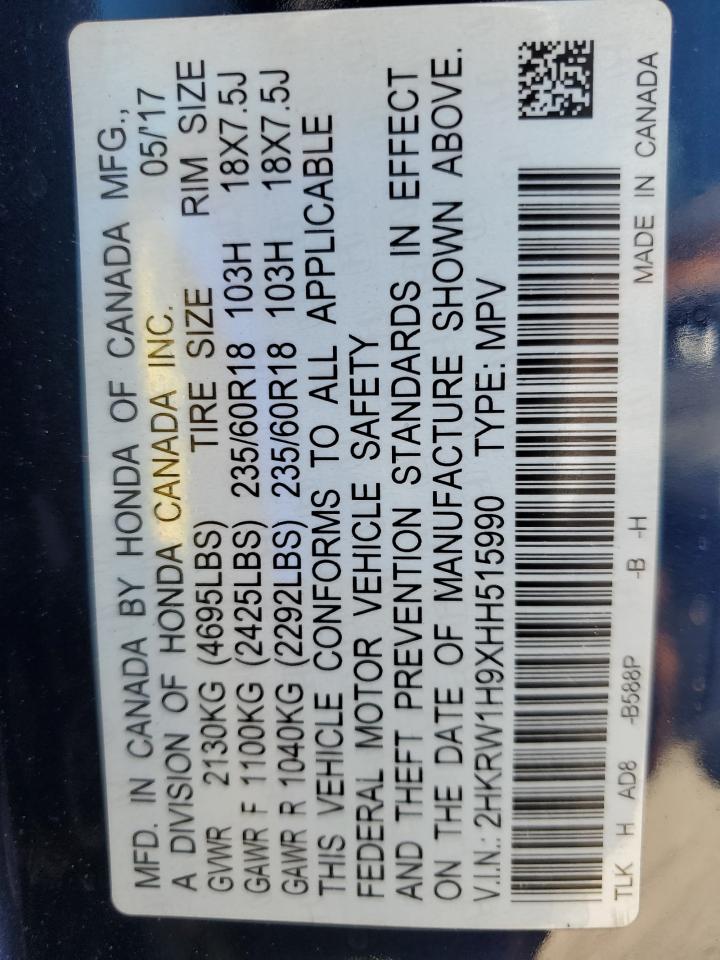 MFD. IN CANADA BY HONDA OF CANADA MFG.,
A DIVISION OF HONDA CANADA INC. 05/'17
GVWR 2130KG (4695LBS) TIRE SIZE RIM SIZE
GAWR F 1100KG (2425LBS) 235/60R18 103H 18X7.5J
GAWR R 1040KG (2292LBS) 235/60R18 103H 18X7.5J
THIS VEHICLE CONFORMS TO ALL APPLICABLE
FEDERAL MOTOR VEHICLE SAFETY
AND THEFT PREVENTION STANDARDS IN EFFECT
ON THE DATE OF MANUFACTURE SHOWN ABOVE.
V.I.N.: 2HKRW1H9XHH515990 TYPE: MPV
TLK H AD8 -B588P -B -H MADE IN CANADA